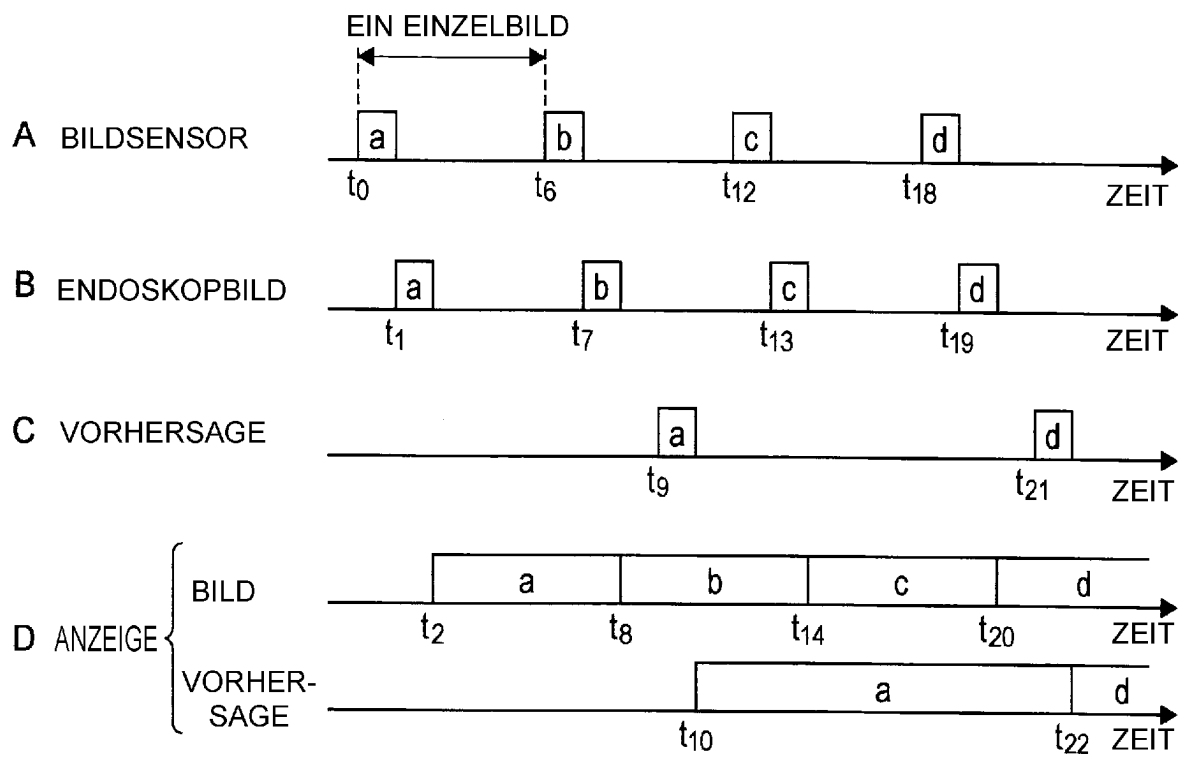 EIN EINZELBILD
A BILDSENSOR a b c d
t0 t6 t12 t18 ZEIT
B ENDOSKOPBILD a b c d
t1 t7 t13 t19 ZEIT
C VORHERSAGE a d
t9 t21 ZEIT
D ANZEIGE
BILD a b c d
t2 t8 t14 t20 ZEIT
VORHER-
SAGE
a d
t10 t22 ZEIT